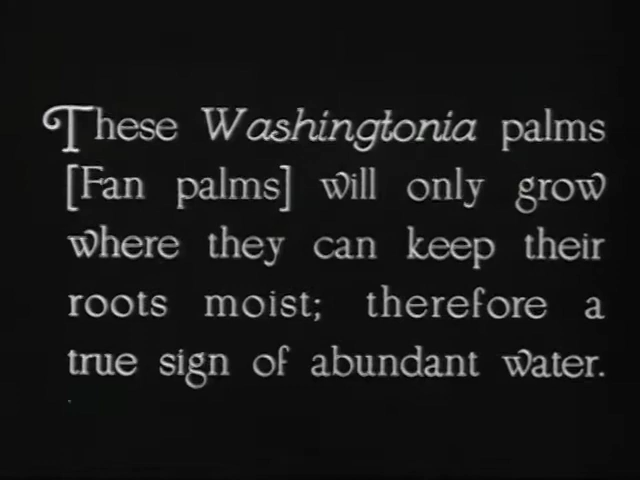 These Washingtonia palms
[Fan palms] will only grow
where they can keep their
roots moist; therefore a
true sign of abundant water.